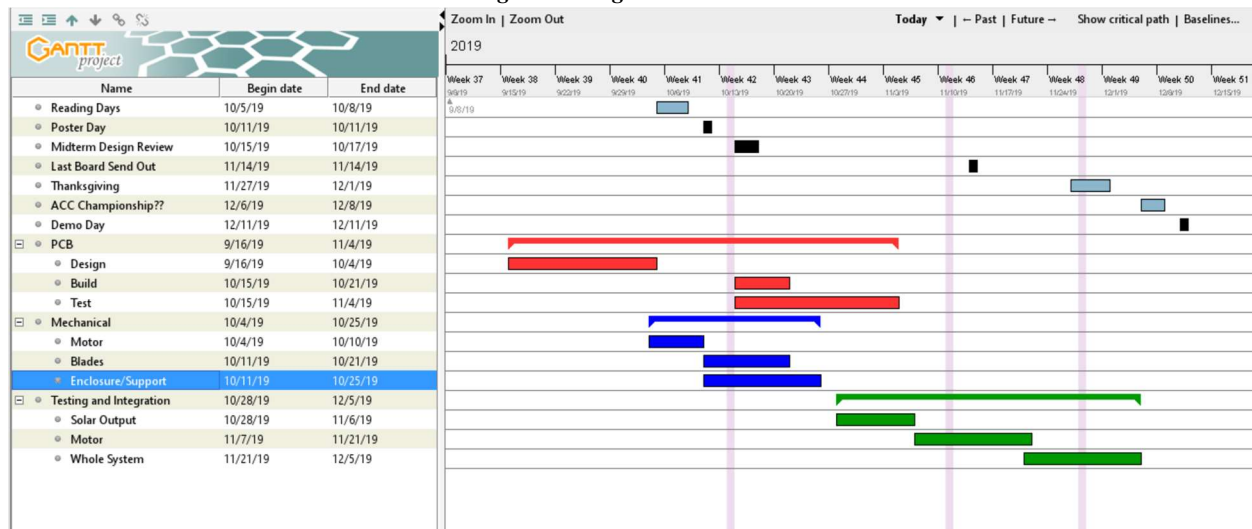 Zoom In | Zoom Out Today ▼ | ← Past | Future → Show critical path | Baselines...
GANTT project
2019
Week 37 Week 38 Week 39 Week 40 Week 41 Week 42 Week 43 Week 44 Week 45 Week 46 Week 47 Week 48 Week 49 Week 50 Week 51
9/8/19 9/15/19 9/22/19 9/29/19 10/6/19 10/13/19 10/20/19 10/27/19 11/3/19 11/10/19 11/17/19 11/24/19 12/1/19 12/8/19 12/15/19
Name Begin date End date
Reading Days 10/5/19 10/8/19 9/8/19
Poster Day 10/11/19 10/11/19
Midterm Design Review 10/15/19 10/17/19
Last Board Send Out 11/14/19 11/14/19
Thanksgiving 11/27/19 12/1/19
ACC Championship?? 12/6/19 12/8/19
Demo Day 12/11/19 12/11/19
PCB 9/16/19 11/4/19
Design 9/16/19 10/4/19
Build 10/15/19 10/21/19
Test 10/15/19 11/4/19
Mechanical 10/4/19 10/25/19
Motor 10/4/19 10/10/19
Blades 10/11/19 10/21/19
Enclosure/Support 10/11/19 10/25/19
Testing and Integration 10/28/19 12/5/19
Solar Output 10/28/19 11/6/19
Motor 11/7/19 11/21/19
Whole System 11/21/19 12/5/19